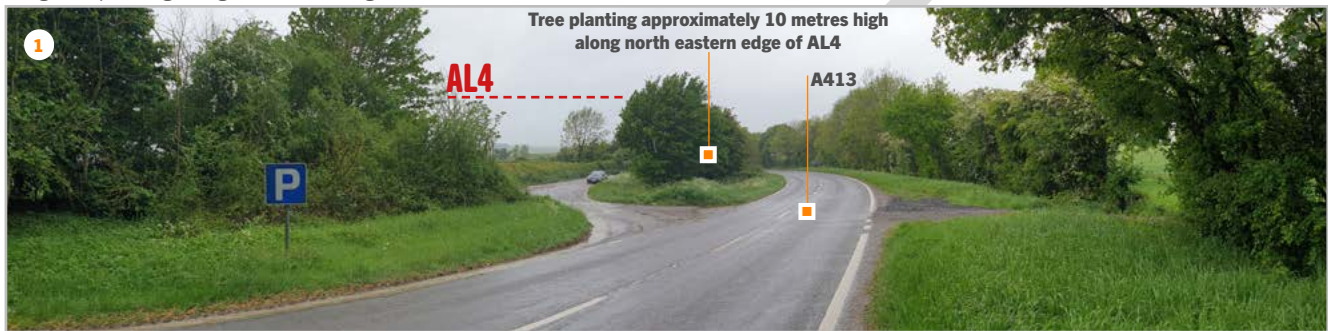 1
Tree planting approximately 10 metres high
along north eastern edge of AL4
AL4
A413
P